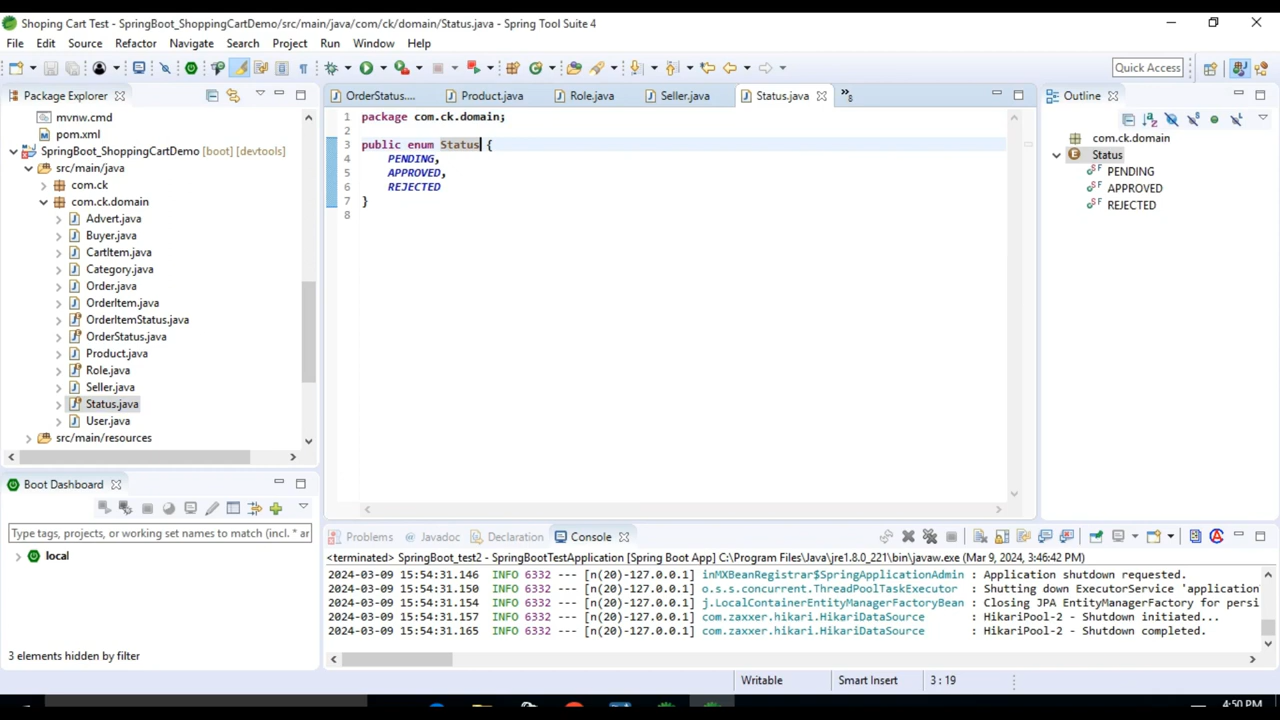 Shoping Cart Test - SpringBoot_ShoppingCartDemo/src/main/java/com/ck/domain/Status.java - Spring Tool Suite 4
File Edit Source Refactor Navigate Search Project Run Window Help
Quick Access
Package Explorer
mvnw.cmd
pom.xml
SpringBoot_ShoppingCartDemo [boot] [devtools]
src/main/java
com.ck
com.ck.domain
Advert.java
Buyer.java
CartItem.java
Category.java
Order.java
OrderItem.java
OrderItemStatus.java
OrderStatus.java
Product.java
Role.java
Seller.java
Status.java
User.java
src/main/resources
Boot Dashboard
Type tags, projects, or working set names to match (incl. * ar
local
3 elements hidden by filter
OrderStatus.... Product.java Role.java Seller.java Status.java »8
1 package com.ck.domain;
2
3 public enum Status {
4 PENDING,
5 APPROVED,
6 REJECTED
7 }
8
Outline
com.ck.domain
Status
PENDING
APPROVED
REJECTED
Problems Javadoc Declaration Console
<terminated> SpringBoot_test2 - SpringBootTestApplication [Spring Boot App] C:\Program Files\Java\jre1.8.0_221\bin\javaw.exe (Mar 9, 2024, 3:46:42 PM)
2024-03-09 15:54:31.146 INFO 6332 --- [n(20)-127.0.0.1] inMXBeanRegistrar$SpringApplicationAdmin : Application shutdown requested.
2024-03-09 15:54:31.150 INFO 6332 --- [n(20)-127.0.0.1] o.s.s.concurrent.ThreadPoolTaskExecutor : Shutting down ExecutorService 'application
2024-03-09 15:54:31.154 INFO 6332 --- [n(20)-127.0.0.1] j.LocalContainerEntityManagerFactoryBean : Closing JPA EntityManagerFactory for persi
2024-03-09 15:54:31.157 INFO 6332 --- [n(20)-127.0.0.1] com.zaxxer.hikari.HikariDataSource : HikariPool-2 - Shutdown initiated...
2024-03-09 15:54:31.165 INFO 6332 --- [n(20)-127.0.0.1] com.zaxxer.hikari.HikariDataSource : HikariPool-2 - Shutdown completed.
Writable Smart Insert 3 : 19
4:50 PM